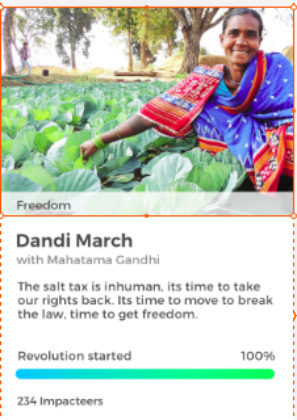 Freedom
Dandi March
with Mahatama Gandhi
The salt tax is inhuman, its time to take
our rights back. Its time to move to break
the law, time to get freedom.
Revolution started 100%
234 Impacteers